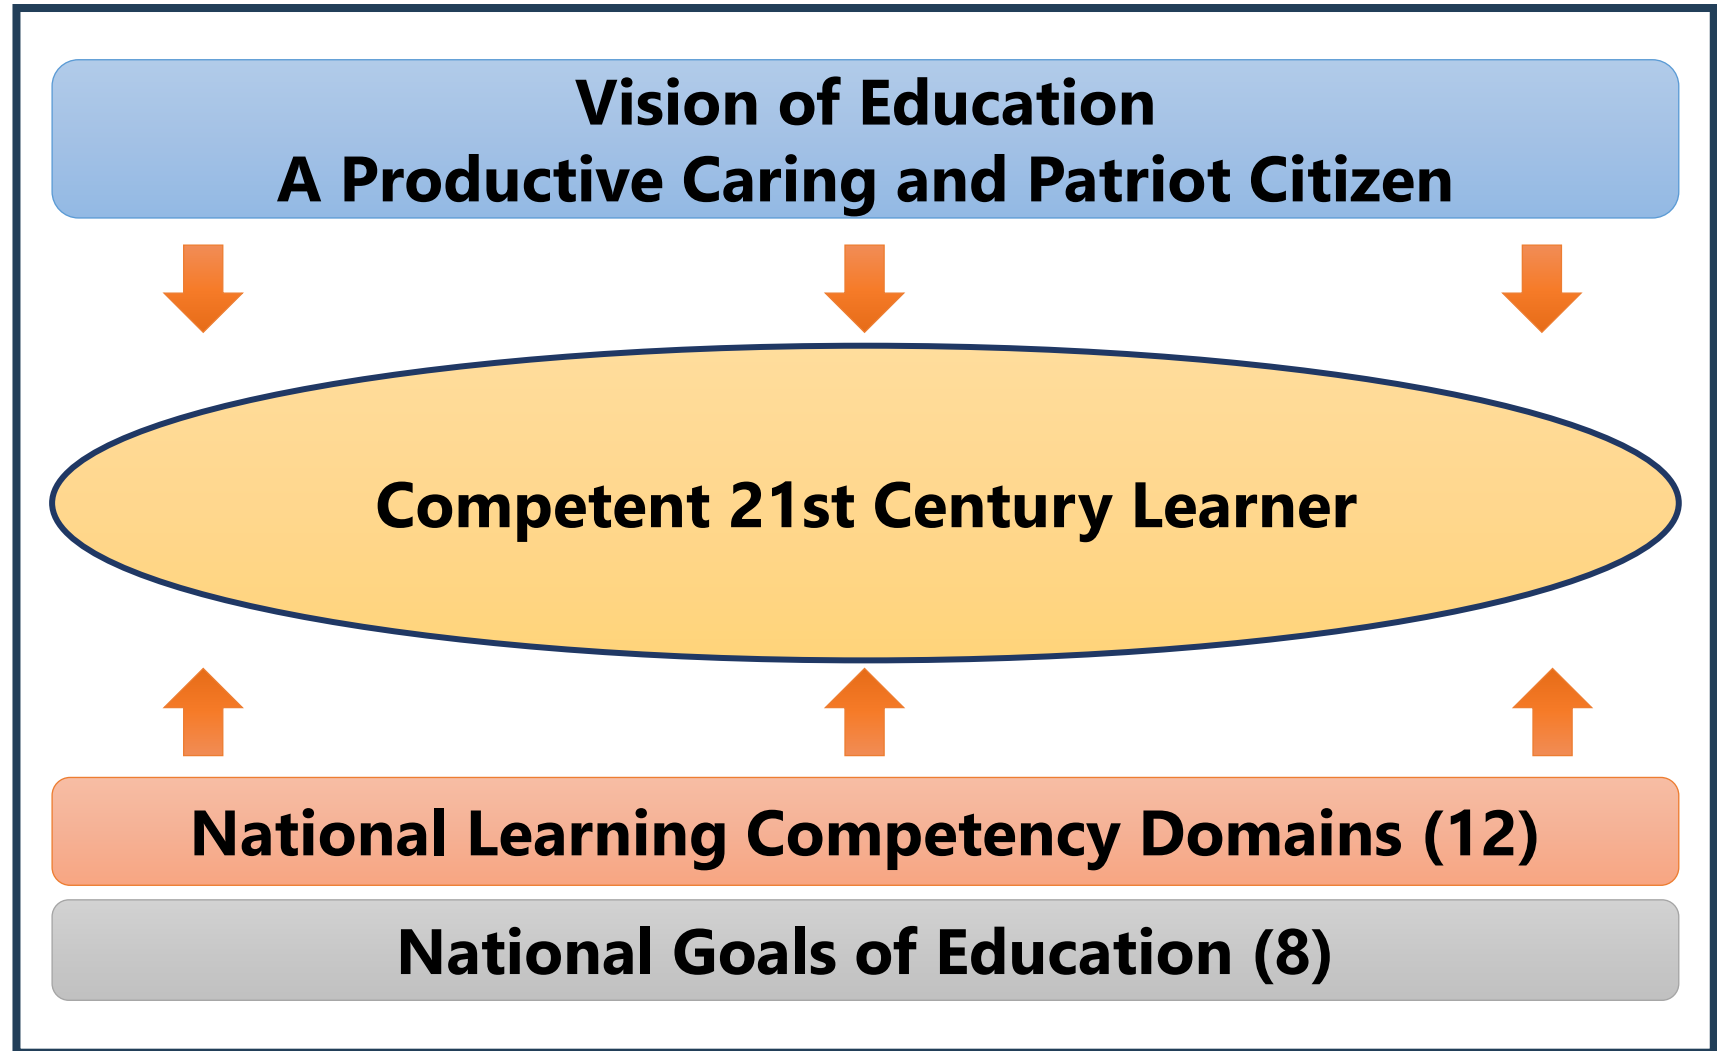 Vision of Education
A Productive Caring and Patriot Citizen
Competent 21st Century Learner
National Learning Competency Domains (12)
National Goals of Education (8)